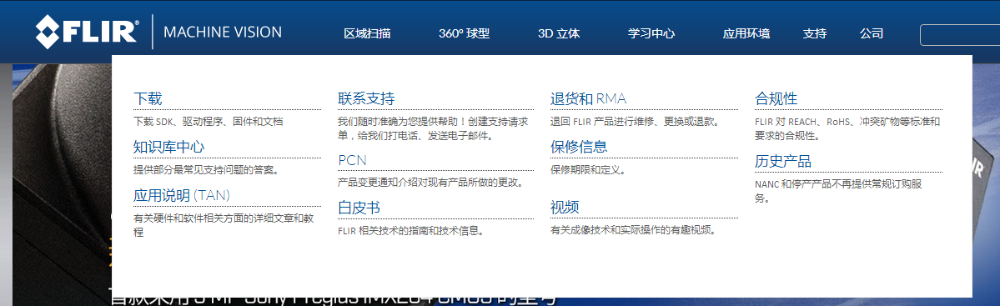 FLIR® MACHINE VISION
区域扫描 360º 球型 3D 立体 学习中心 应用环境 支持 公司
下载
下载 SDK、驱动程序、固件和文档
知识库中心
提供部分最常见支持问题的答案。
应用说明 (TAN)
有关硬件和软件相关方面的详细文章和教
程
联系支持
我们随时准确为您提供帮助！创建支持请求
单，给我们打电话、发送电子邮件。
PCN
产品变更通知介绍对现有产品所做的更改。
白皮书
FLIR 相关技术的指南和技术信息。
退货和 RMA
退回 FLIR 产品进行维修、更换或退款。
保修信息
保修期限和定义。
视频
有关成像技术和实际操作的有趣视频。
合规性
FLIR 对 REACH、RoHS、冲突矿物等标准和
要求的合规性。
历史产品
NANC 和停产产品不再提供常规订购服
务。